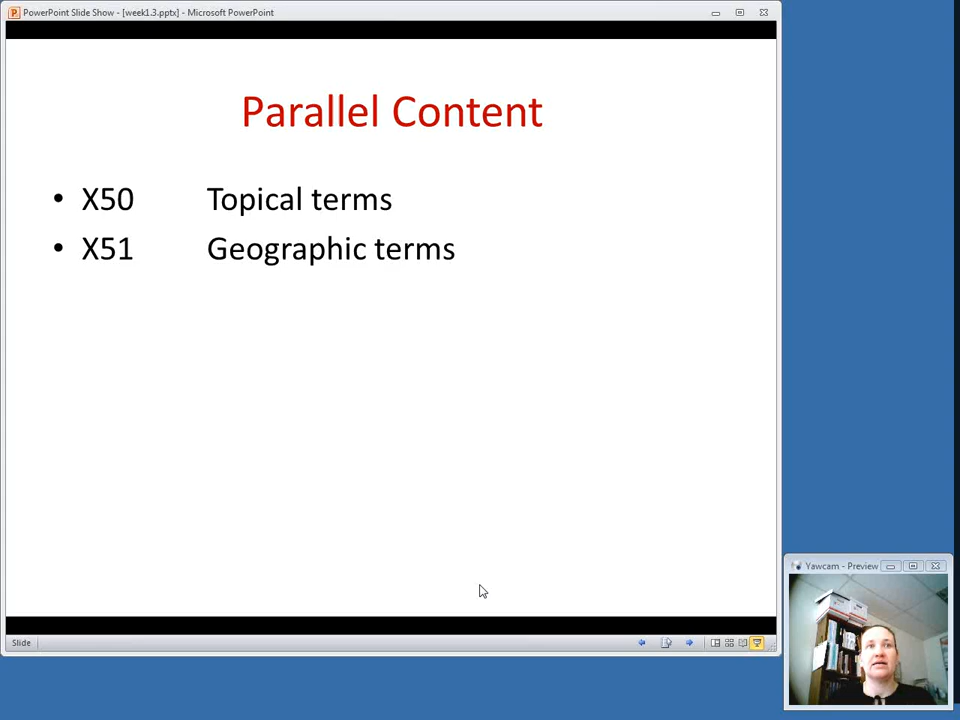 PowerPoint Slide Show - [week1.3.pptx] - Microsoft PowerPoint
Parallel Content
• X50 Topical terms
• X51 Geographic terms
Slide
Yawcam - Preview